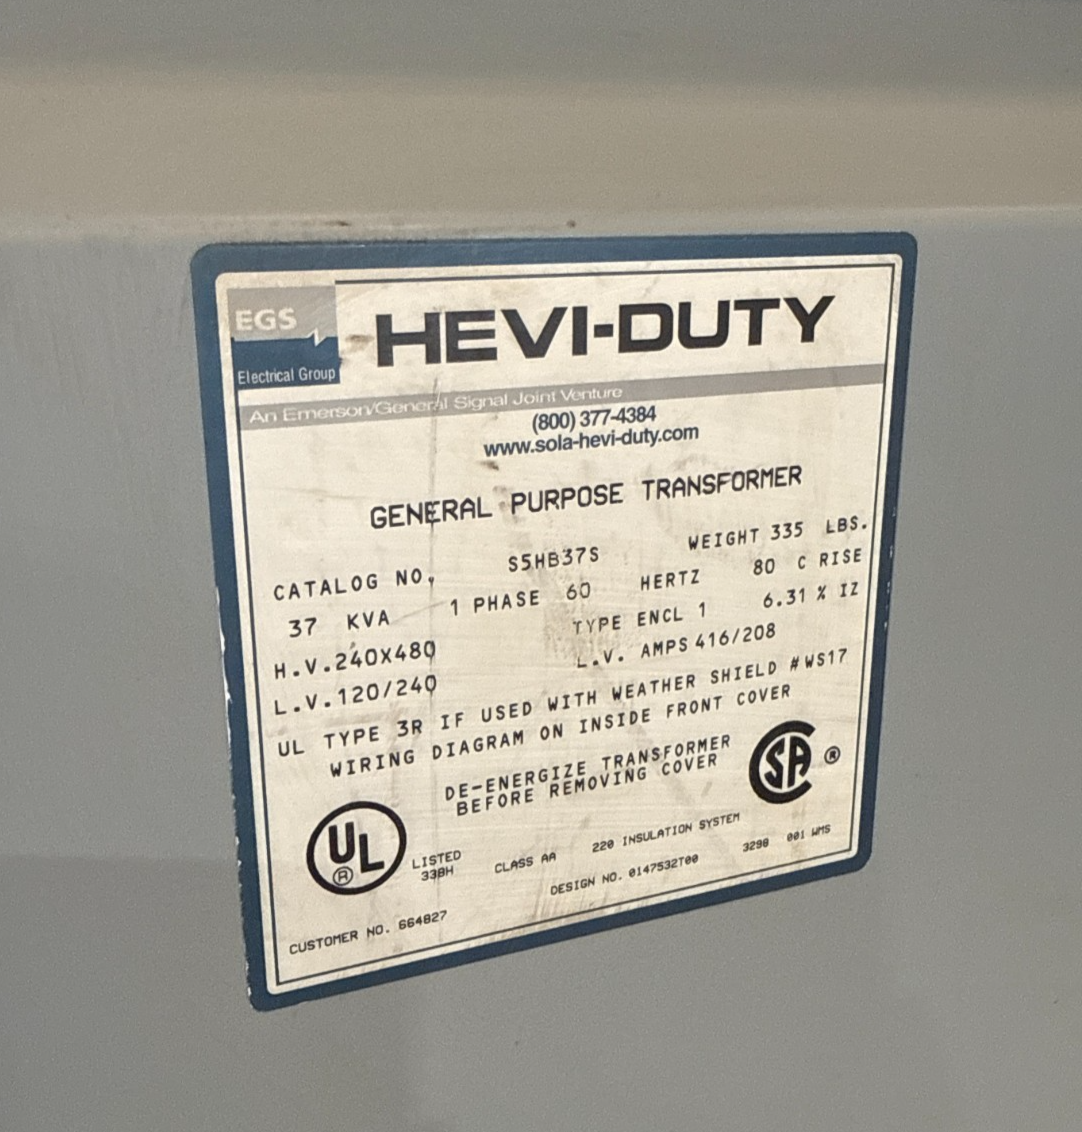 EGS
Electrical Group
HEVI-DUTY
An Emerson/General Signal Joint Venture
(800) 377-4384
www.sola-hevi-duty.com
GENERAL PURPOSE TRANSFORMER
CATALOG NO, S5HB37S WEIGHT 335 LBS.
37 KVA 1 PHASE 60 HERTZ 80 C RISE
H.V.240X480 TYPE ENCL 1 6.31 % IZ
L.V.120/240 L.V. AMPS 416/208
UL TYPE 3R IF USED WITH WEATHER SHIELD #WS17
WIRING DIAGRAM ON INSIDE FRONT COVER
DE-ENERGIZE TRANSFORMER
BEFORE REMOVING COVER
SA ®
UL ®
LISTED
338H
CLASS AA 220 INSULATION SYSTEM
DESIGN NO. 0147532T00 3298 001 WMS
CUSTOMER NO. 664827